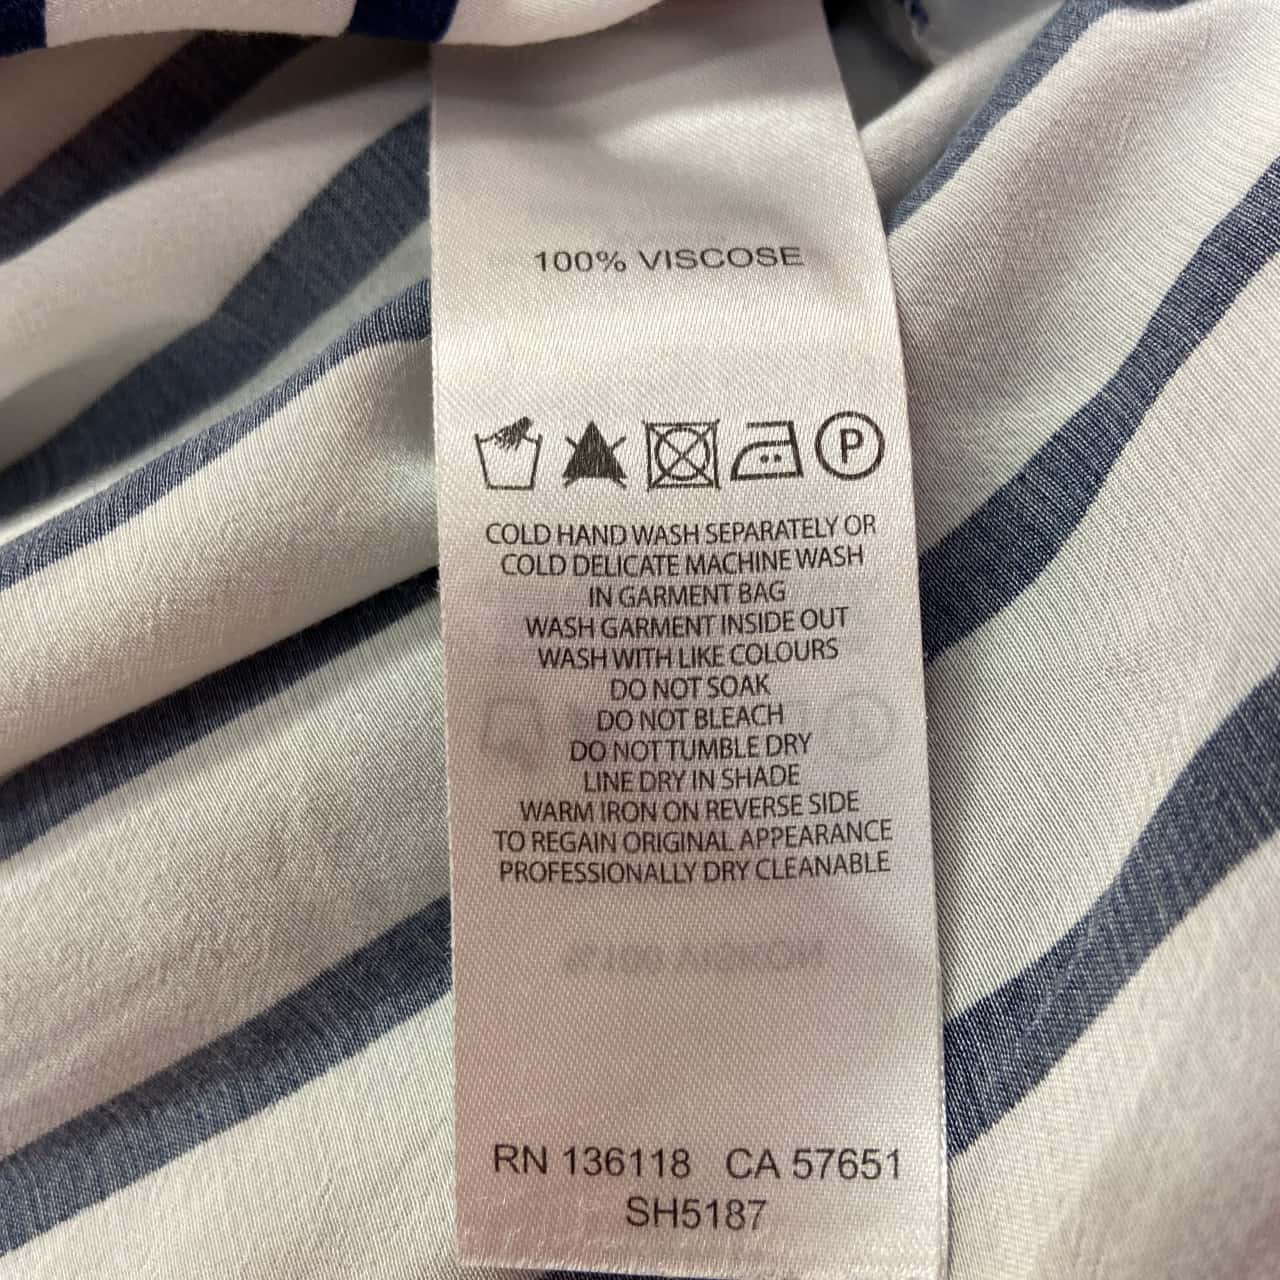 100% VISCOSE
P
COLD HAND WASH SEPARATELY OR
COLD DELICATE MACHINE WASH
IN GARMENT BAG
WASH GARMENT INSIDE OUT
WASH WITH LIKE COLOURS
DO NOT SOAK
DO NOT BLEACH
DO NOT TUMBLE DRY
LINE DRY IN SHADE
WARM IRON ON REVERSE SIDE
TO REGAIN ORIGINAL APPEARANCE
PROFESSIONALLY DRY CLEANABLE
RN 136118 CA 57651
SH5187